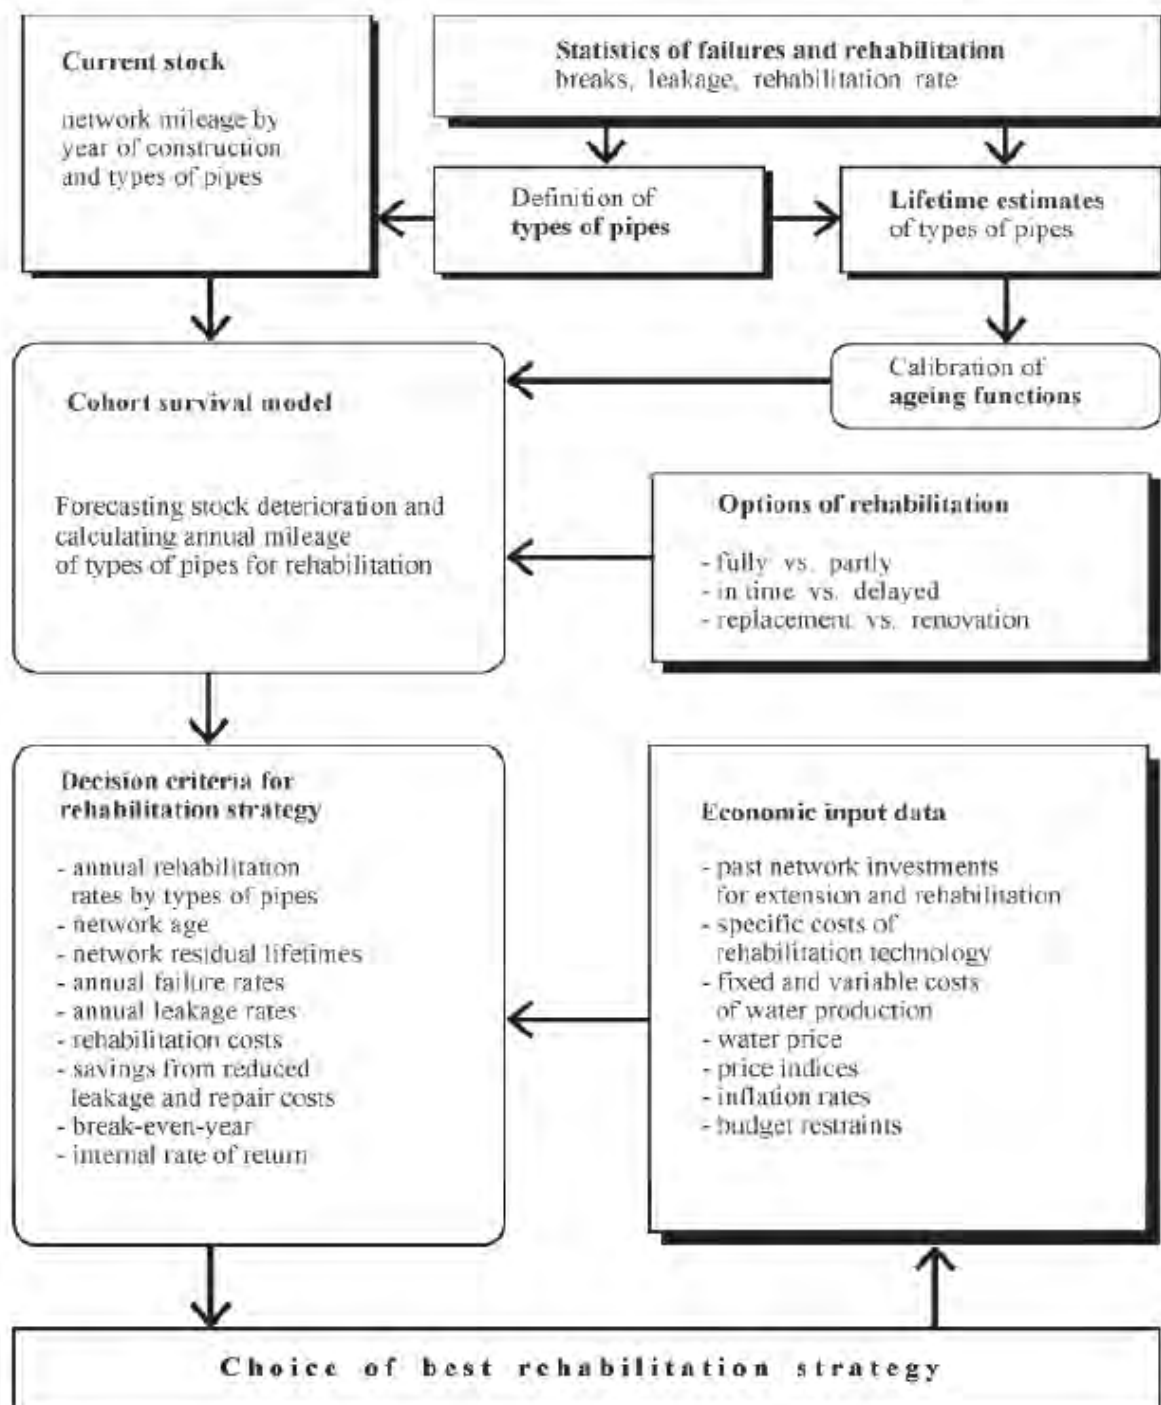 Current stock
network mileage by
year of construction
and types of pipes
Statistics of failures and rehabilitation
breaks, leakage, rehabilitation rate
Definition of
types of pipes
Lifetime estimates
of types of pipes
Calibration of
ageing functions
Cohort survival model
Forecasting stock deterioration and
calculating annual mileage
of types of pipes for rehabilitation
Options of rehabilitation
- fully vs. partly
- in time vs. delayed
- replacement vs. renovation
Decision criteria for
rehabilitation strategy
- annual rehabilitation
rates by types of pipes
- network age
- network residual lifetimes
- annual failure rates
- annual leakage rates
- rehabilitation costs
- savings from reduced
leakage and repair costs
- break-even-year
- internal rate of return
Economic input data
- past network investments
for extension and rehabilitation
- specific costs of
rehabilitation technology
- fixed and variable costs
of water production
- water price
- price indices
- inflation rates
- budget restraints
Choice of best rehabilitation strategy